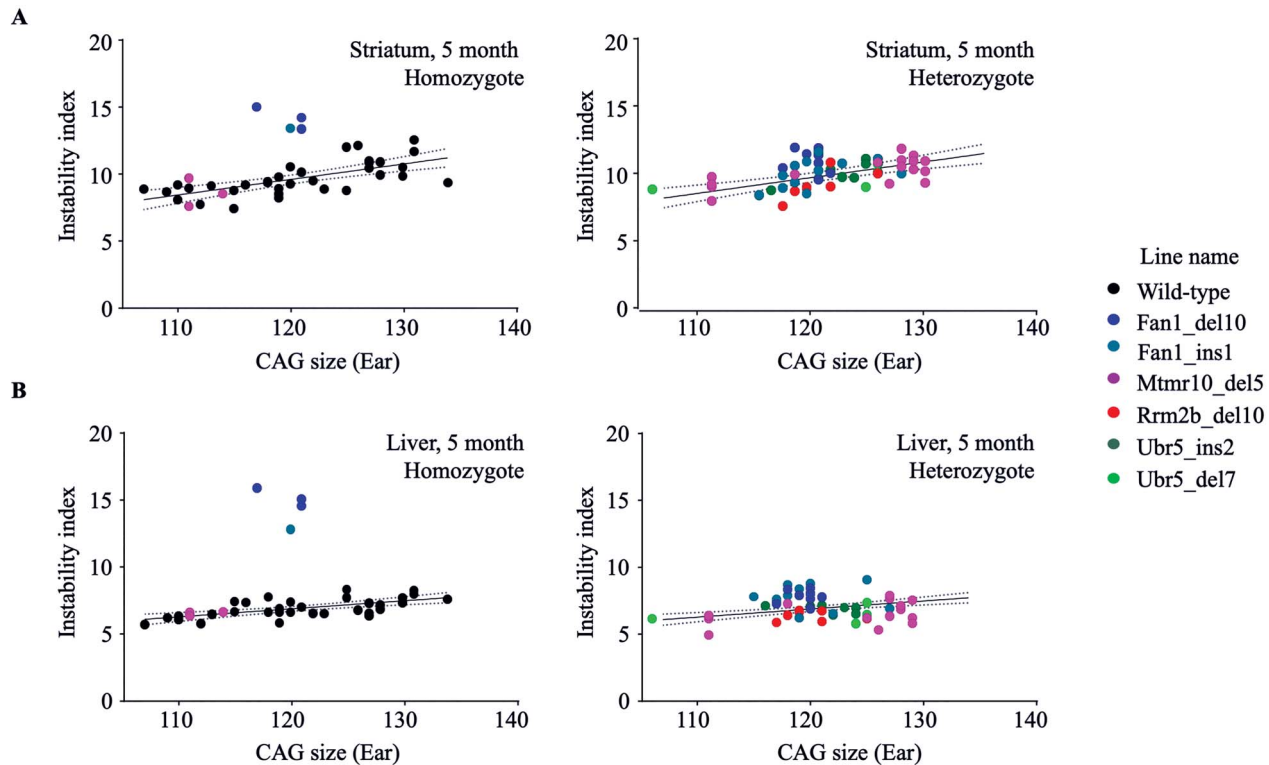 A
Striatum, 5 month
Homozygote
Instability index
20
15
10
5
0
110
120
130
140
CAG size (Ear)
Striatum, 5 month
Heterozygote
Instability index
20
15
10
5
0
110
120
130
140
CAG size (Ear)
Line name
Wild-type
Fan1_del10
Fan1_ins1
Mtmr10_del5
Rrm2b_del10
Ubr5_ins2
Ubr5_del7
B
Liver, 5 month
Homozygote
Instability index
20
15
10
5
0
110
120
130
140
CAG size (Ear)
Liver, 5 month
Heterozygote
Instability index
20
15
10
5
0
110
120
130
140
CAG size (Ear)